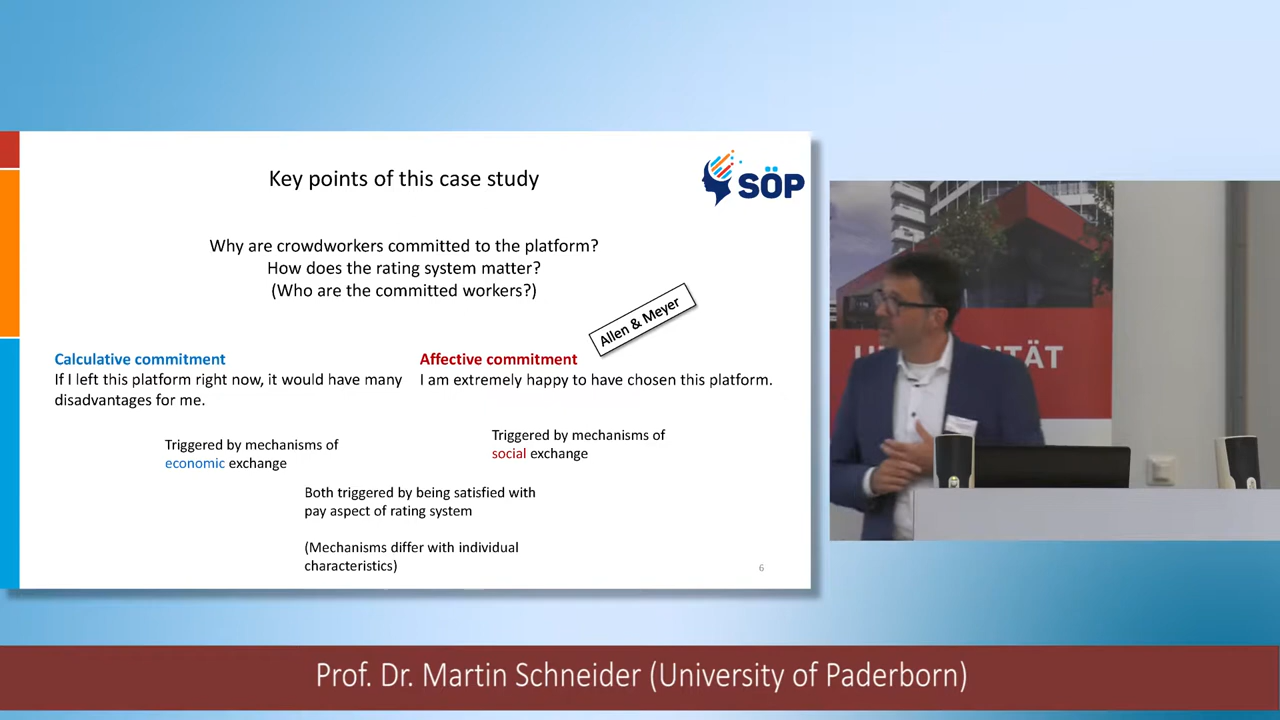 Key points of this case study
SÖP
Why are crowdworkers committed to the platform?
How does the rating system matter?
(Who are the committed workers?)
Allen & Meyer
Calculative commitment
If I left this platform right now, it would have many
disadvantages for me.
Affective commitment
I am extremely happy to have chosen this platform.
Triggered by mechanisms of
economic exchange
Triggered by mechanisms of
social exchange
Both triggered by being satisfied with
pay aspect of rating system
(Mechanisms differ with individual
characteristics)
6
Prof. Dr. Martin Schneider (University of Paderborn)